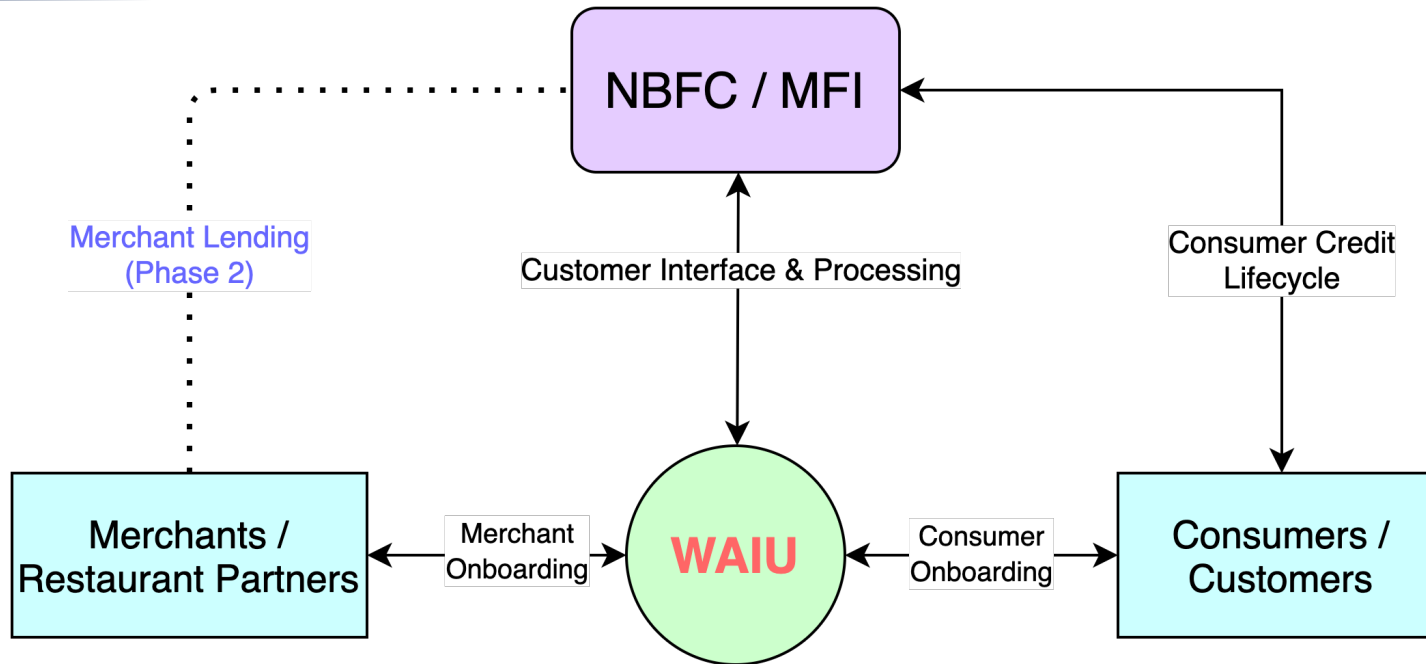 NBFC / MFI
Merchant Lending
(Phase 2)
Customer Interface & Processing
Consumer Credit
Lifecycle
Merchants /
Restaurant Partners
Merchant
Onboarding
WAIU
Consumer
Onboarding
Consumers /
Customers